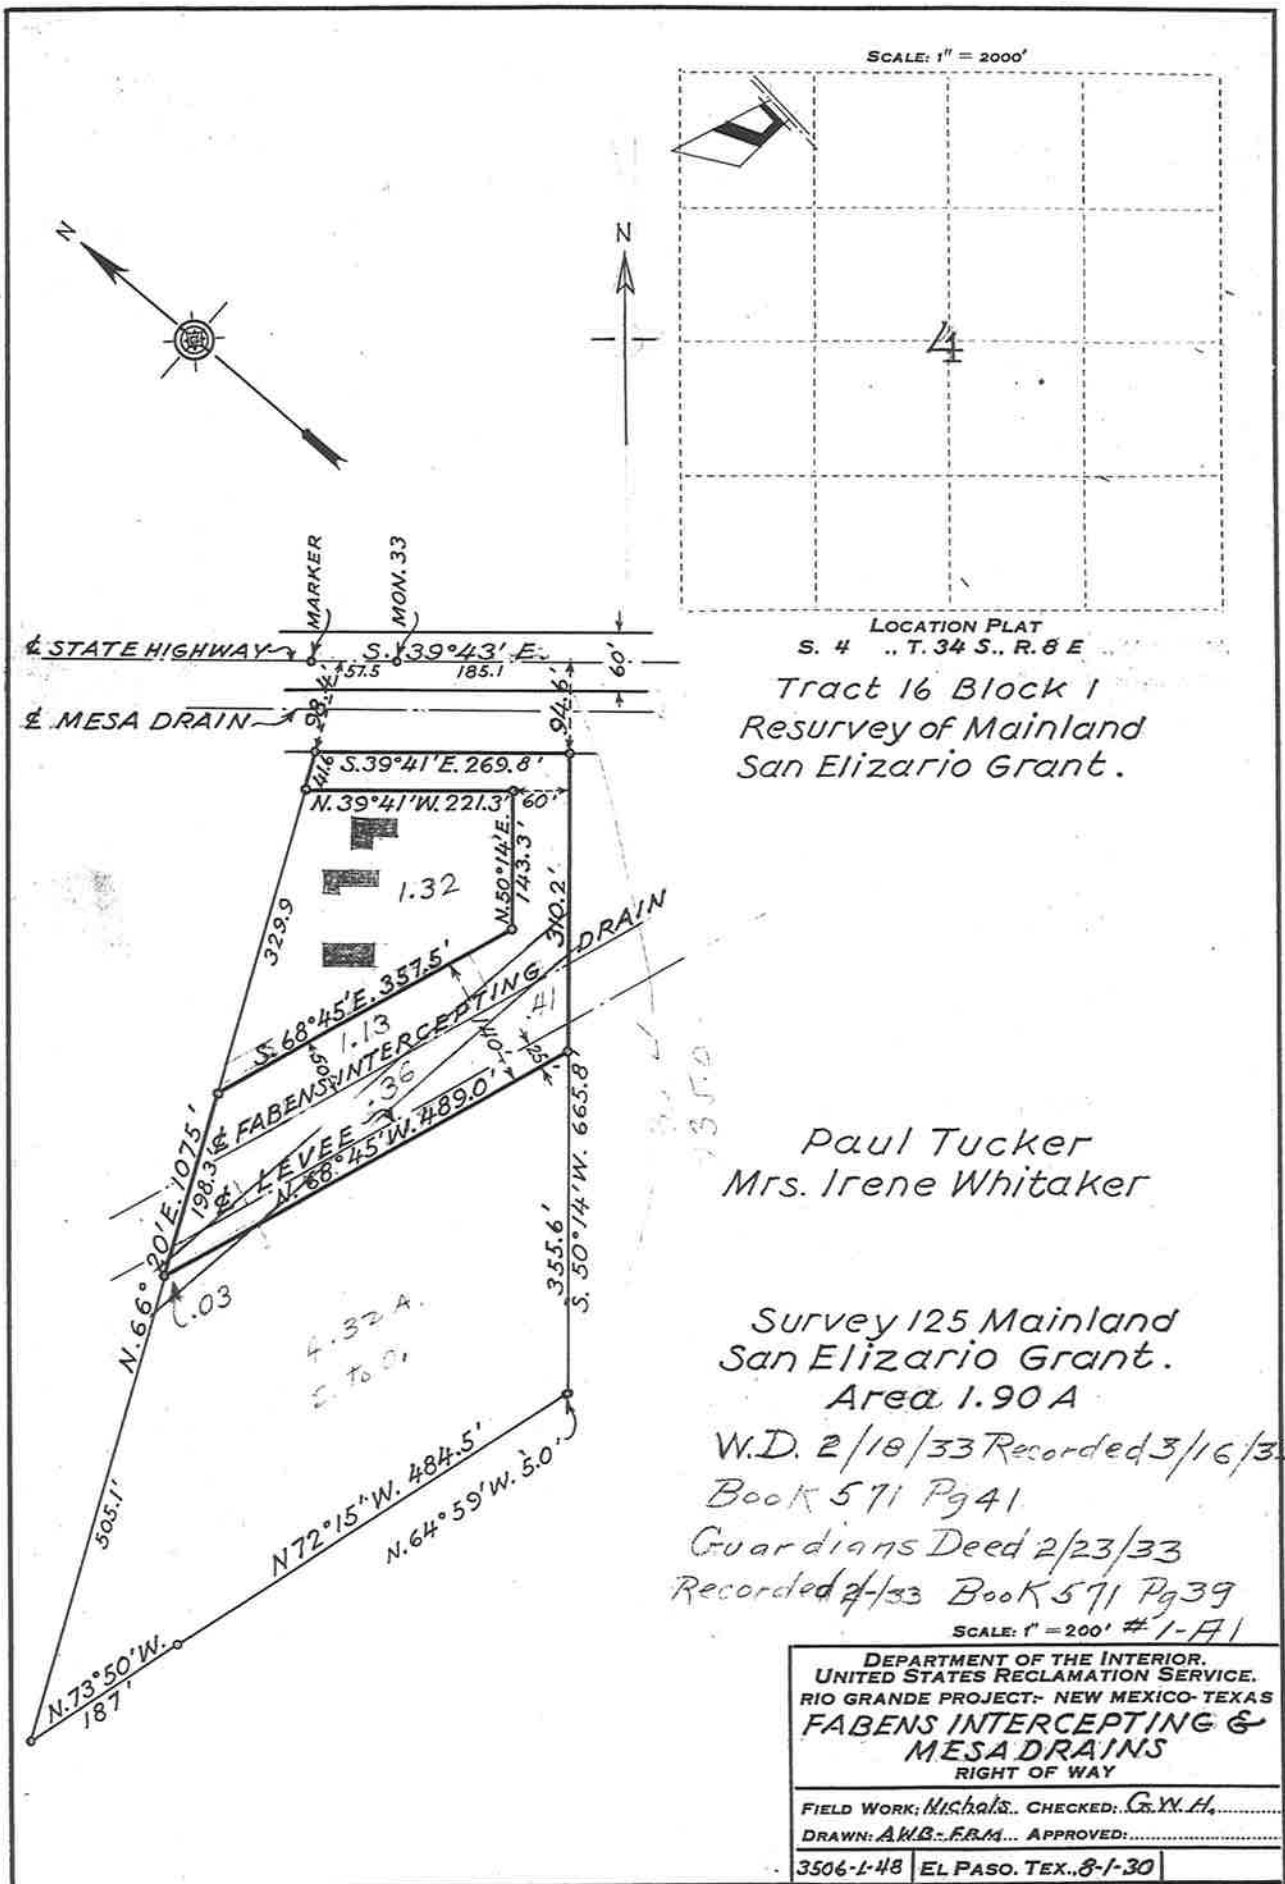 SCALE: 1" = 2000'
N
N
4
LOCATION PLAT
S. 4 .. T. 34 S., R. 8 E
Tract 16 Block 1
Resurvey of Mainland
San Elizario Grant.
MARKER
MON. 33
₵ STATE HIGHWAY
S. 39°43' E.
57.5
185.1
60'
98.4'
94.6'
₵ MESA DRAIN
41.6
S. 39°41' E. 269.8'
N. 39°41' W. 221.3'
60'
N. 50°14' E.
143.3'
1.32
310.2'
329.9
S. 68°45' E. 357.5'
1.13
50'
140'
.41
25'
₵ FABENS INTERCEPTING DRAIN
.36
₵ LEVEE
N. 68°45' W. 489.0'
198.3'
N. 66° 20' E. 1075'
.03
355.6'
S. 50°14' W. 665.8'
4.32 A.
505.1'
N 72°15' W. 484.5'
N. 64°59' W. 5.0'
N. 73°50' W.
187'
Paul Tucker
Mrs. Irene Whitaker
Survey 125 Mainland
San Elizario Grant.
Area 1.90 A
W.D. 2/18/33 Recorded 3/16/3
Book 571 Pg 41
Guardians Deed 2/23/33
Recorded /33 Book 571 Pg 39
SCALE: 1" = 200' # 1-A1
DEPARTMENT OF THE INTERIOR.
UNITED STATES RECLAMATION SERVICE.
RIO GRANDE PROJECT:- NEW MEXICO-TEXAS
FABENS INTERCEPTING &
MESA DRAINS
RIGHT OF WAY
FIELD WORK: Nichols.. CHECKED: G.W.H.
DRAWN: AWB-FRM... APPROVED:
3506-1-48 EL PASO. TEX., 8-1-30